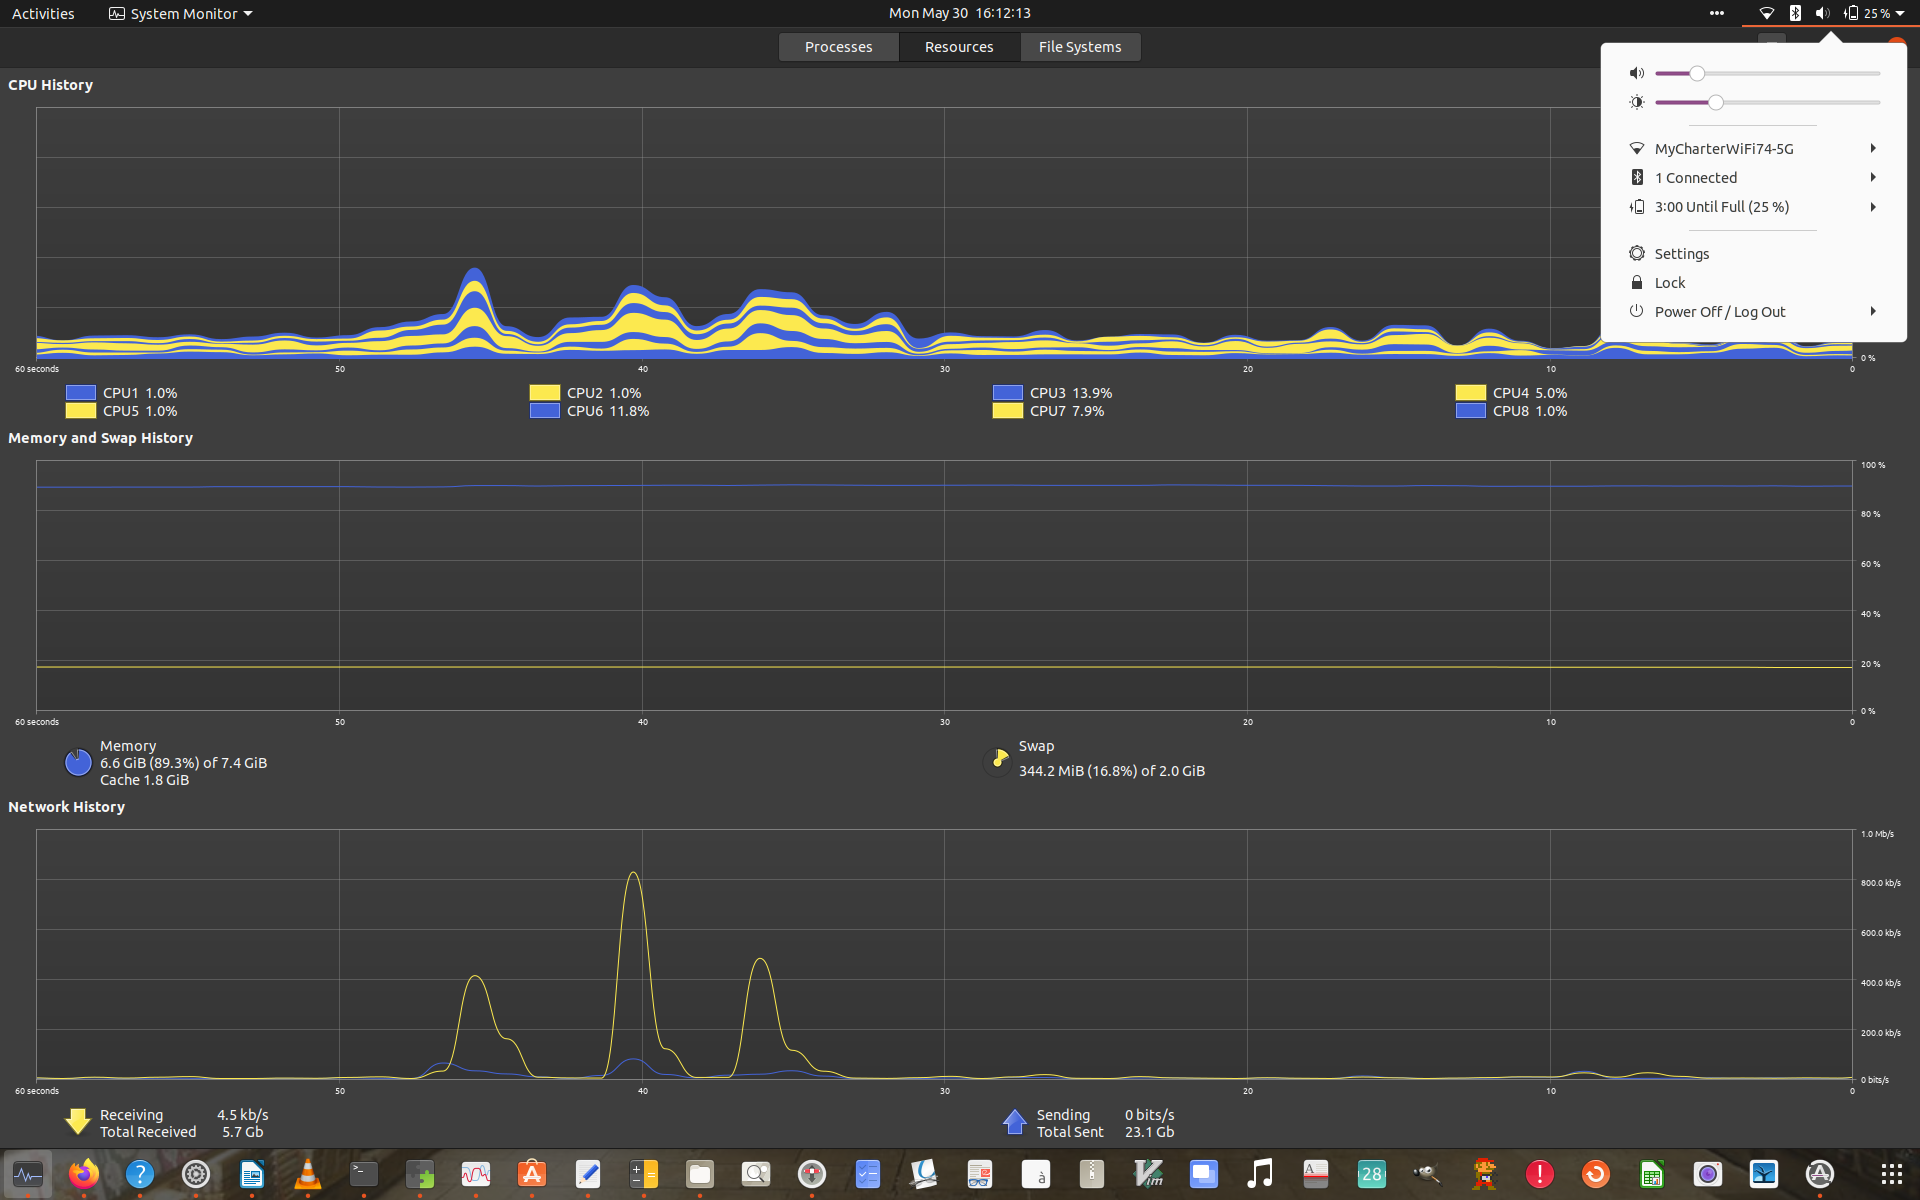 Activities
System Monitor
Mon May 30 16:12:13
25 %
Processes
Resources
File Systems
MyCharterWiFi74-5G
1 Connected
3:00 Until Full (25 %)
Settings
Lock
Power Off / Log Out
CPU History
0 %
60 seconds 50 40 30 20 10 0
CPU1 1.0% CPU2 1.0% CPU3 13.9% CPU4 5.0%
CPU5 1.0% CPU6 11.8% CPU7 7.9% CPU8 1.0%
Memory and Swap History
100 %
80 %
60 %
40 %
20 %
0 %
60 seconds 50 40 30 20 10 0
Memory
6.6 GiB (89.3%) of 7.4 GiB
Cache 1.8 GiB
Swap
344.2 MiB (16.8%) of 2.0 GiB
Network History
1.0 Mb/s
800.0 kb/s
600.0 kb/s
400.0 kb/s
200.0 kb/s
0 bits/s
60 seconds 50 40 30 20 10 0
Receiving 4.5 kb/s
Total Received 5.7 Gb
Sending 0 bits/s
Total Sent 23.1 Gb
?
>_
à
Vim
A
28
!